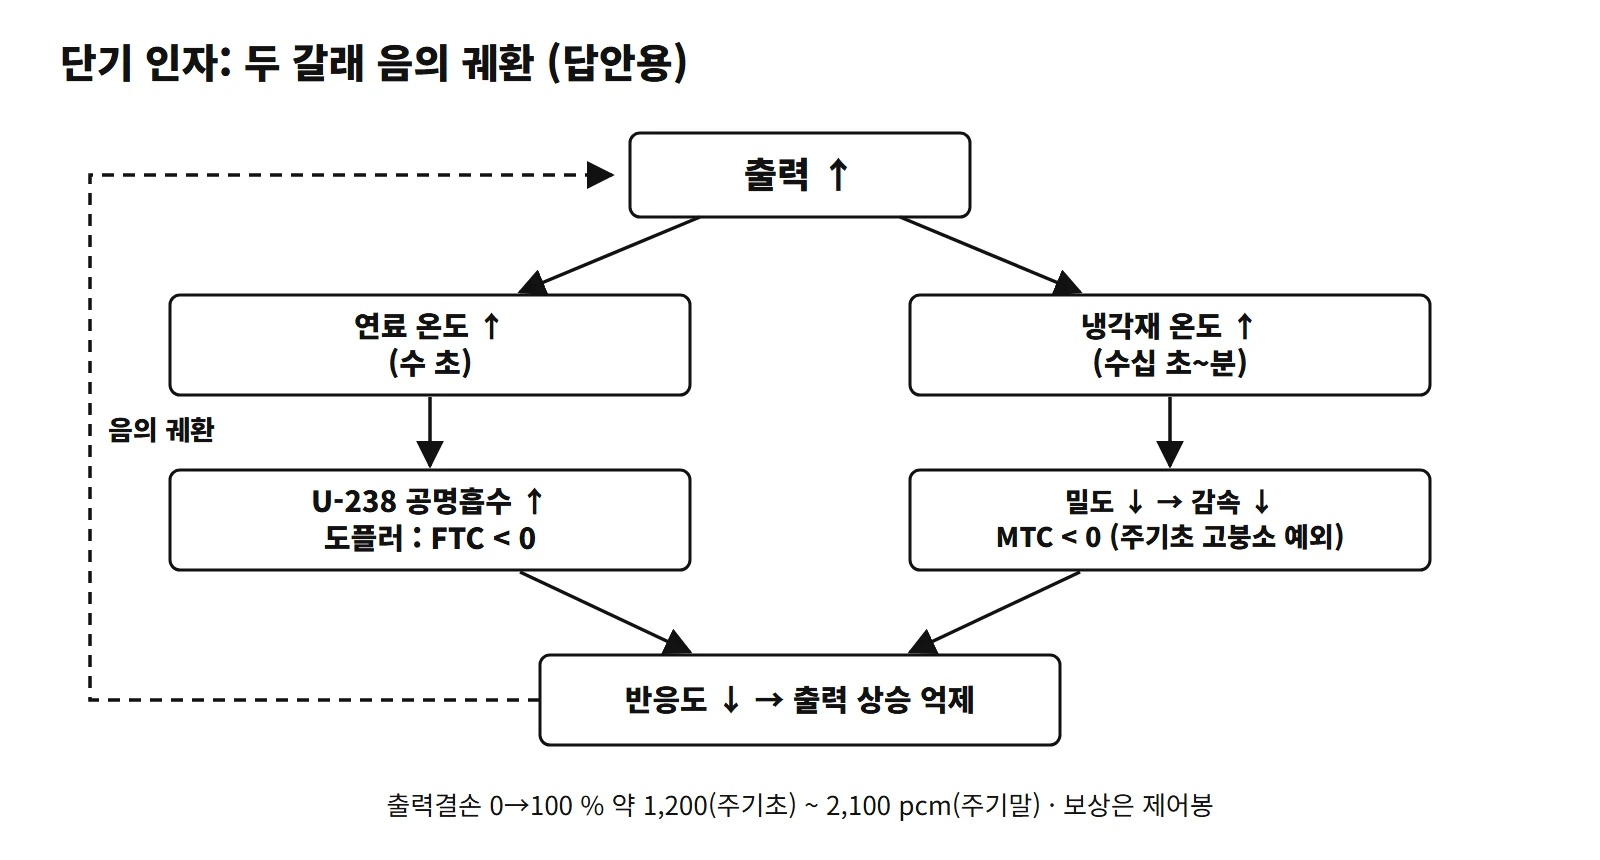 단기 인자: 두 갈래 음의 궤환 (답안용)
출력 ↑
연료 온도 ↑
(수 초)
냉각재 온도 ↑
(수십 초~분)
음의 궤환
U-238 공명흡수 ↑
도플러 : FTC < 0
밀도 ↓ → 감속 ↓
MTC < 0 (주기초 고붕소 예외)
반응도 ↓ → 출력 상승 억제
출력결손 0→100 % 약 1,200(주기초) ~ 2,100 pcm(주기말) · 보상은 제어봉